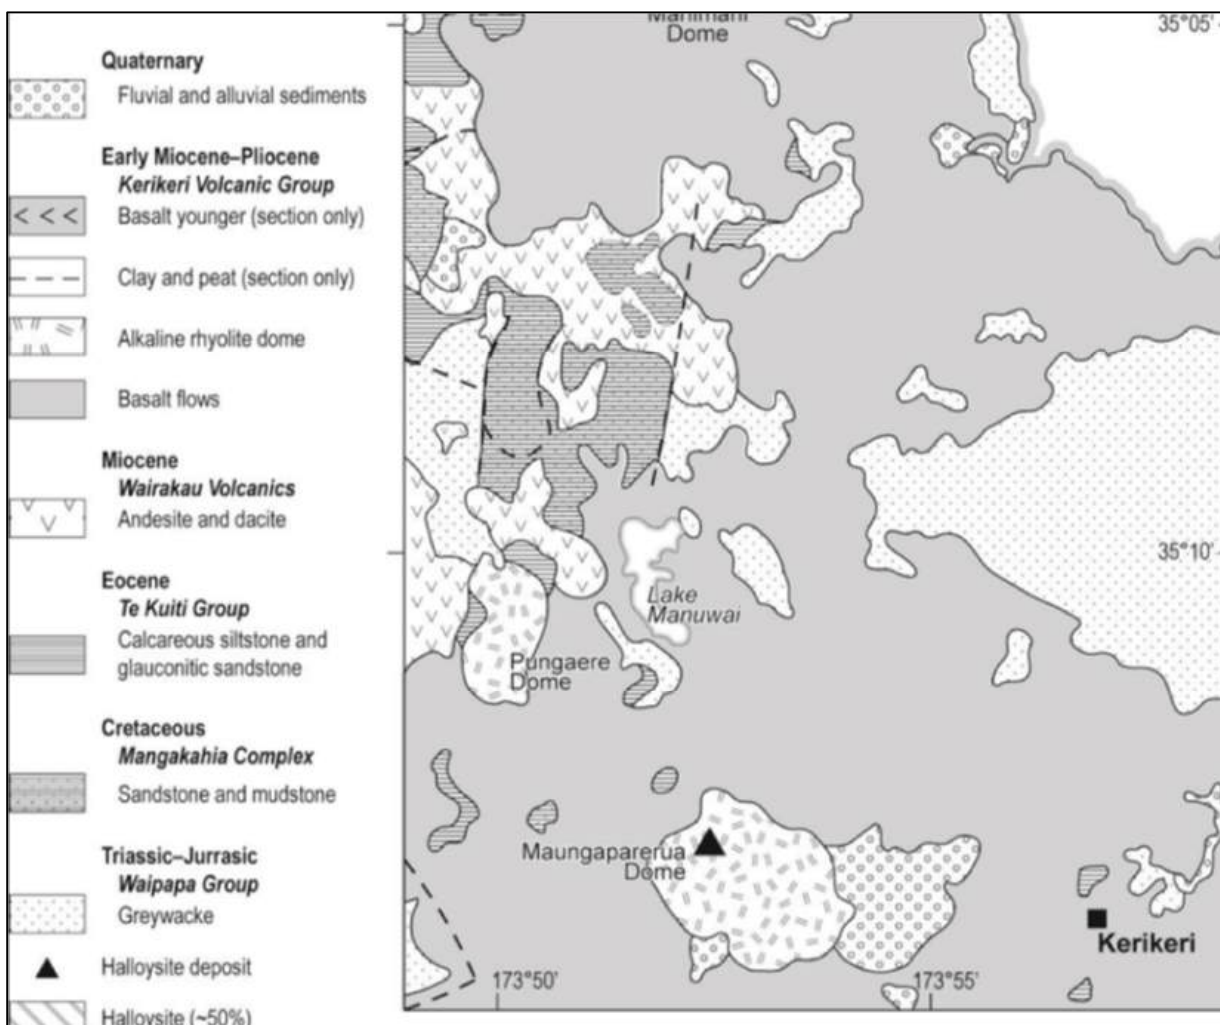 Quaternary
Fluvial and alluvial sediments
Early Miocene–Pliocene
Kerikeri Volcanic Group
Basalt younger (section only)
Clay and peat (section only)
Alkaline rhyolite dome
Basalt flows
Miocene
Wairakau Volcanics
Andesite and dacite
Eocene
Te Kuiti Group
Calcareous siltstone and
glauconitic sandstone
Cretaceous
Mangakahia Complex
Sandstone and mudstone
Triassic–Jurrasic
Waipapa Group
Greywacke
Halloysite deposit
Halloysite (~50%)
Dome
35°05'
35°10'
Lake
Manuwai
Pungaere
Dome
Maungaparerua
Dome
Kerikeri
173°50'
173°55'